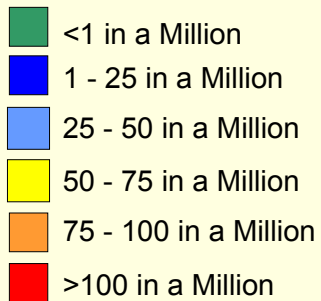 <1 in a Million
1 - 25 in a Million
25 - 50 in a Million
50 - 75 in a Million
75 - 100 in a Million
>100 in a Million